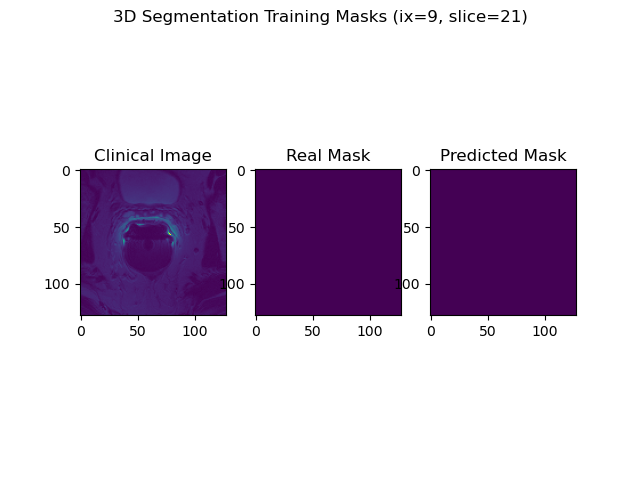 3D Segmentation Training Masks (ix=9, slice=21)
Clinical Image Real Mask Predicted Mask
0 0 0
50 50 50
100 100 100
0 50 100 0 50 100 0 50 100